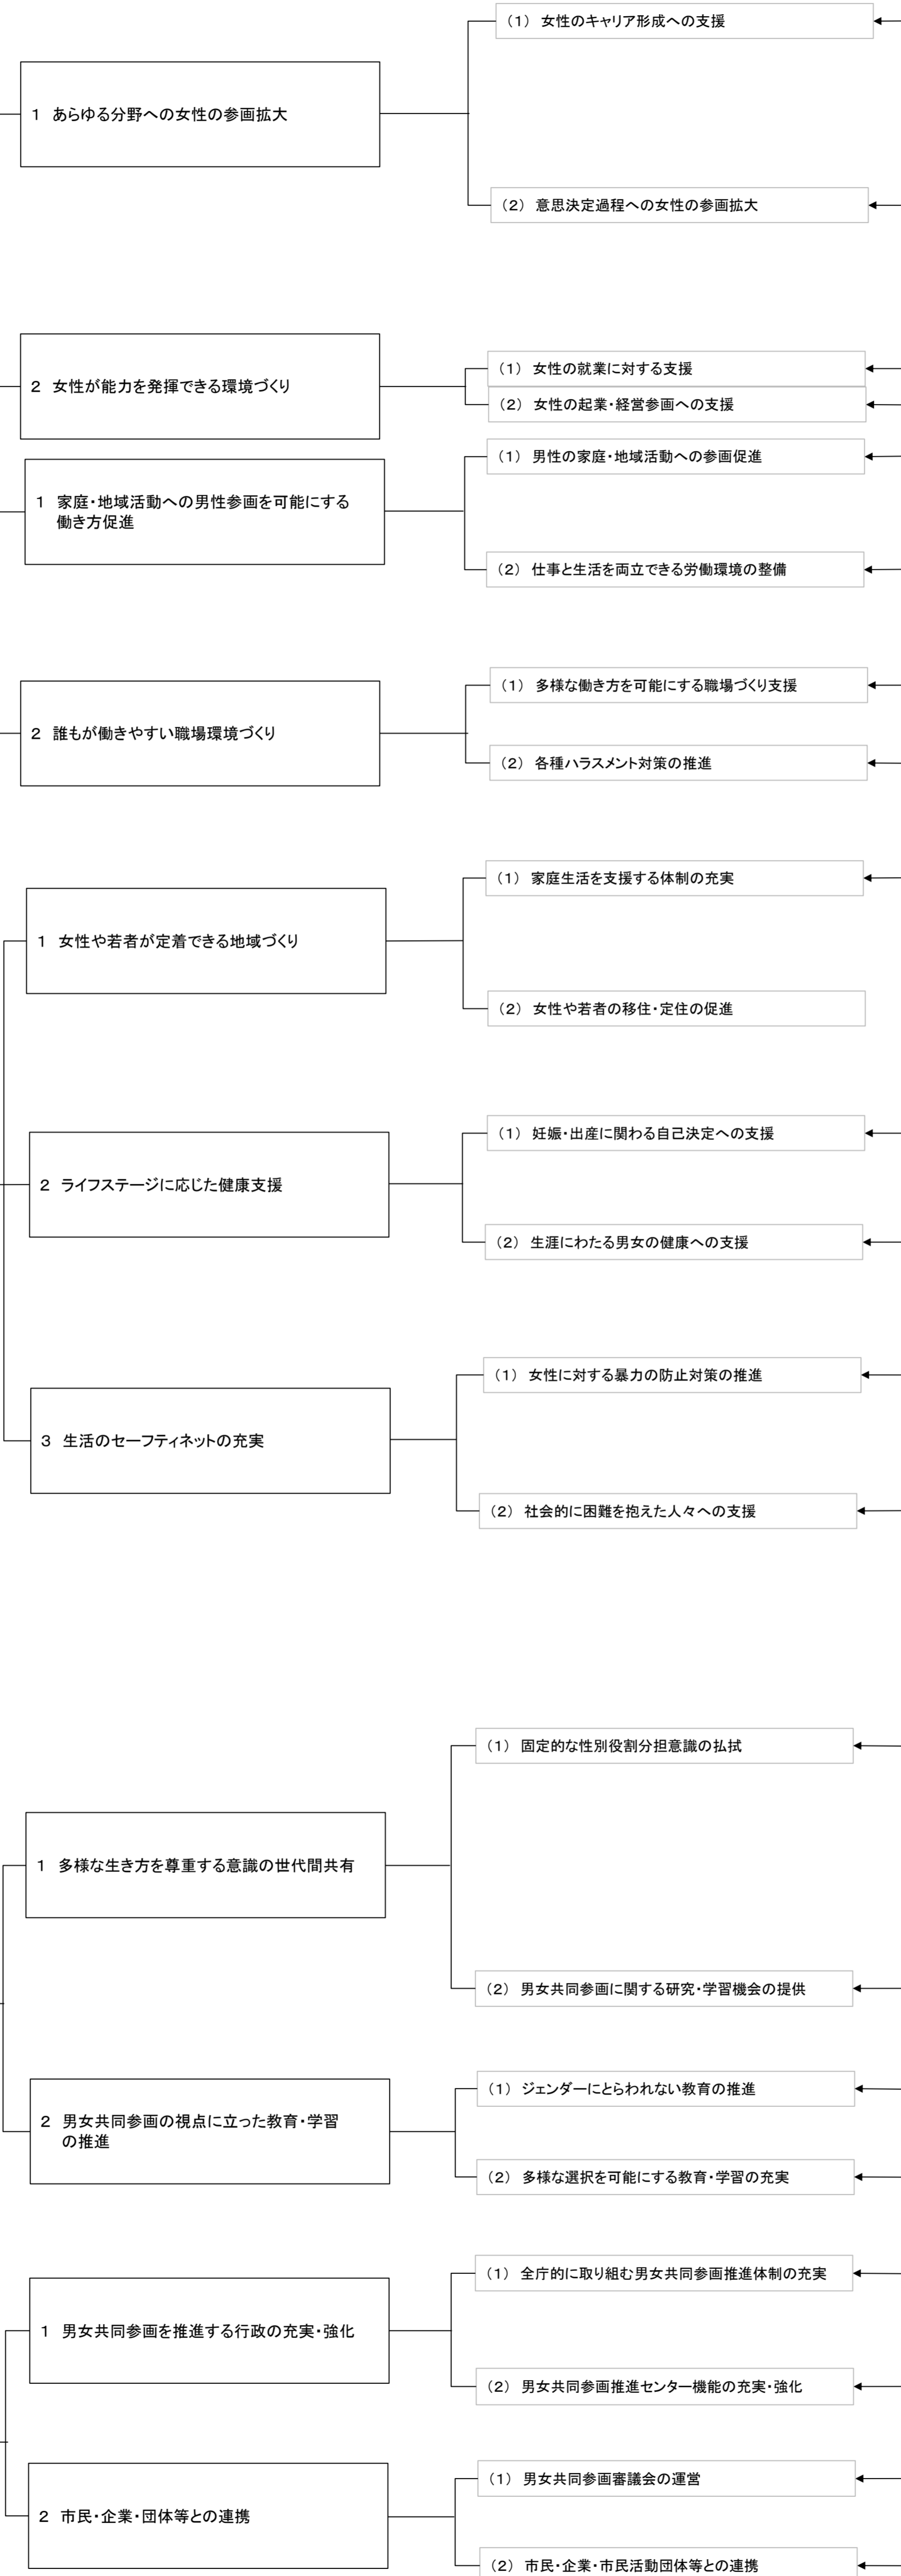 1 あらゆる分野への女性の参画拡大
(1) 女性のキャリア形成への支援
(2) 意思決定過程への女性の参画拡大
2 女性が能力を発揮できる環境づくり
(1) 女性の就業に対する支援
(2) 女性の起業・経営参画への支援
1 家庭・地域活動への男性参画を可能にする
働き方促進
(1) 男性の家庭・地域活動への参画促進
(2) 仕事と生活を両立できる労働環境の整備
2 誰もが働きやすい職場環境づくり
(1) 多様な働き方を可能にする職場づくり支援
(2) 各種ハラスメント対策の推進
1 女性や若者が定着できる地域づくり
(1) 家庭生活を支援する体制の充実
(2) 女性や若者の移住・定住の促進
2 ライフステージに応じた健康支援
(1) 妊娠・出産に関わる自己決定への支援
(2) 生涯にわたる男女の健康への支援
3 生活のセーフティネットの充実
(1) 女性に対する暴力の防止対策の推進
(2) 社会的に困難を抱えた人々への支援
1 多様な生き方を尊重する意識の世代間共有
(1) 固定的な性別役割分担意識の払拭
(2) 男女共同参画に関する研究・学習機会の提供
2 男女共同参画の視点に立った教育・学習
の推進
(1) ジェンダーにとらわれない教育の推進
(2) 多様な選択を可能にする教育・学習の充実
1 男女共同参画を推進する行政の充実・強化
(1) 全庁的に取り組む男女共同参画推進体制の充実
(2) 男女共同参画推進センター機能の充実・強化
2 市民・企業・団体等との連携
(1) 男女共同参画審議会の運営
(2) 市民・企業・市民活動団体等との連携